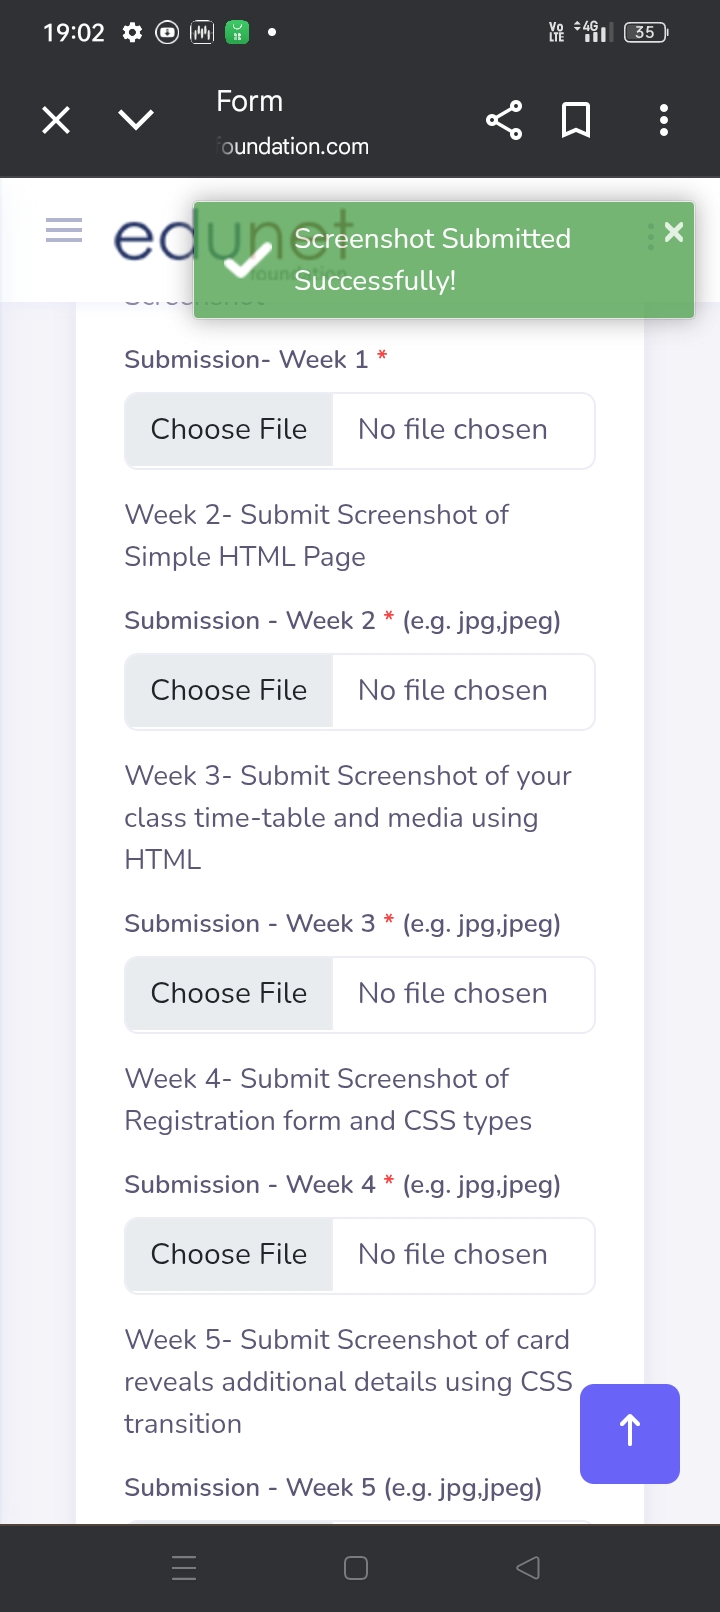 19:02
Vo
LTE
4G
35
Form
oundation.com
edunet
foundation
Screenshot Submitted
Successfully!
Screenshot
Submission- Week 1 *
Choose File No file chosen
Week 2- Submit Screenshot of
Simple HTML Page
Submission - Week 2 * (e.g. jpg,jpeg)
Choose File No file chosen
Week 3- Submit Screenshot of your
class time-table and media using
HTML
Submission - Week 3 * (e.g. jpg,jpeg)
Choose File No file chosen
Week 4- Submit Screenshot of
Registration form and CSS types
Submission - Week 4 * (e.g. jpg,jpeg)
Choose File No file chosen
Week 5- Submit Screenshot of card
reveals additional details using CSS
transition
Submission - Week 5 (e.g. jpg,jpeg)